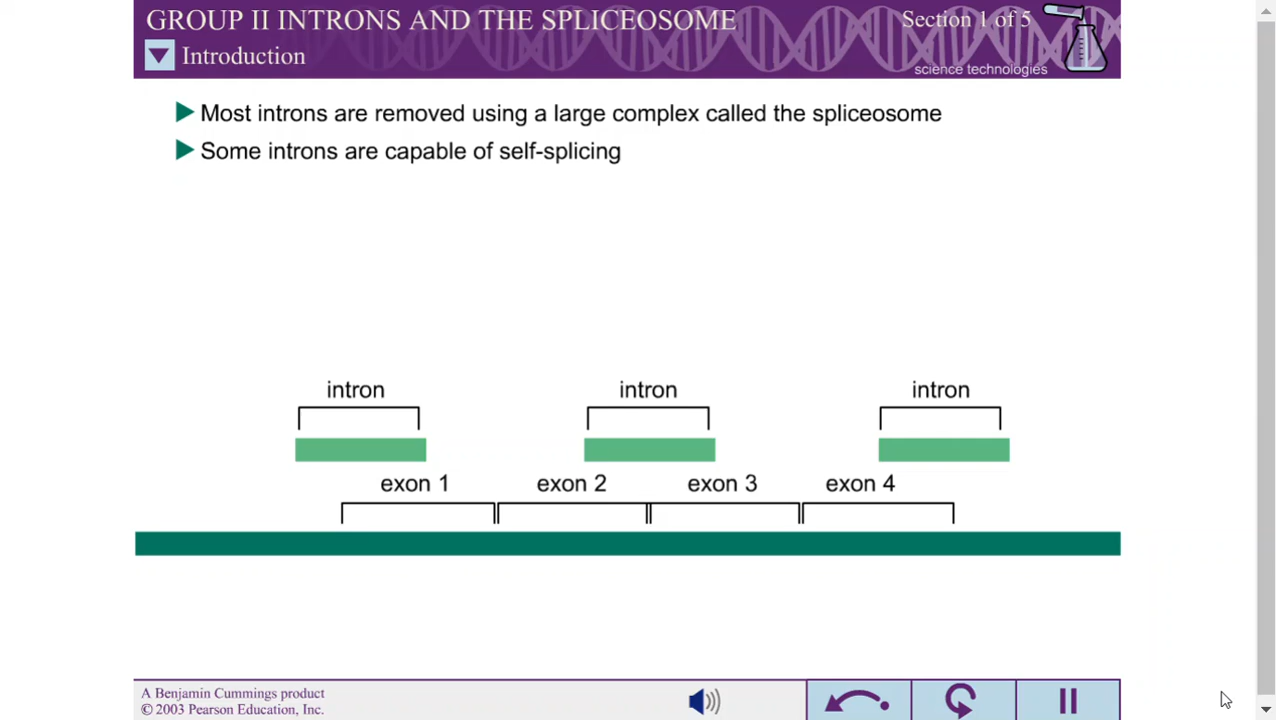 GROUP II INTRONS AND THE SPLICEOSOME
Section 1 of 5
Introduction
science technologies
Most introns are removed using a large complex called the spliceosome
Some introns are capable of self-splicing
intron intron intron
exon 1 exon 2 exon 3 exon 4
A Benjamin Cummings product
© 2003 Pearson Education, Inc.